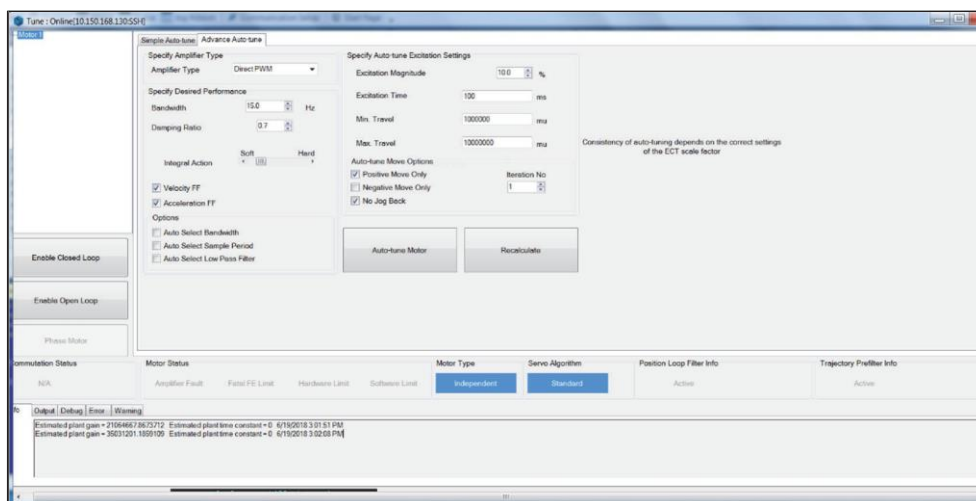 Tune : Online[10.150.168.130:SSH]
Motor 1
Simple Auto-tune
Advance Auto-tune
Specify Amplifier Type
Amplifier Type
Direct PWM
Specify Desired Performance
Bandwidth
15.0
Hz
Damping Ratio
0.7
Soft
Hard
Integral Action
Velocity FF
Acceleration FF
Options
Auto Select Bandwidth
Auto Select Sample Period
Auto Select Low Pass Filter
Specify Auto-tune Excitation Settings
Excitation Magnitude
10.0
%
Excitation Time
100
ms
Min. Travel
1000000
mu
Max. Travel
10000000
mu
Auto-tune Move Options
Positive Move Only
Iteration No
Negative Move Only
1
No Jog Back
Auto-tune Motor
Recalculate
Consistency of auto-tuning depends on the correct settings
of the ECT scale factor
Enable Closed Loop
Enable Open Loop
Phase Motor
ommutation Status
N/A
Motor Status
Amplifier Fault
Fatal FE Limit
Hardware Limit
Software Limit
Motor Type
Independent
Servo Algorithm
Standard
Position Loop Filter Info
Active
Trajectory Prefilter Info
Active
fo
Output
Debug
Error
Warning
Estimated plant gain = 21064667.8673712 Estimated plant time constant = 0 6/19/2018 3:01:51 PM
Estimated plant gain = 35031201.1859109 Estimated plant time constant = 0 6/19/2018 3:02:08 PM